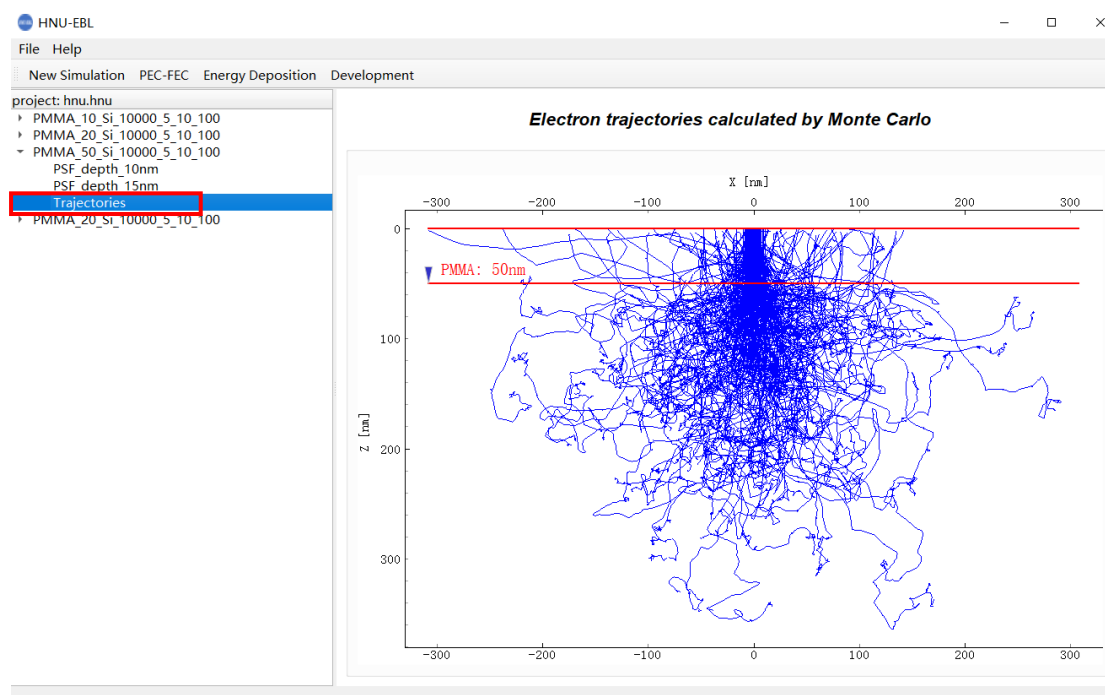 HNU-EBL
File Help
New Simulation PEC-FEC Energy Deposition Development
project: hnu.hnu
PMMA_10_Si_10000_5_10_100
PMMA_20_Si_10000_5_10_100
PMMA_50_Si_10000_5_10_100
PSF_depth_10nm
PSF_depth_15nm
Trajectories
PMMA_20_Si_10000_5_10_100
Electron trajectories calculated by Monte Carlo
X [nm]
-300 -200 -100 0 100 200 300
0
PMMA: 50nm
100
Z [nm]
200
300
-300 -200 -100 0 100 200 300